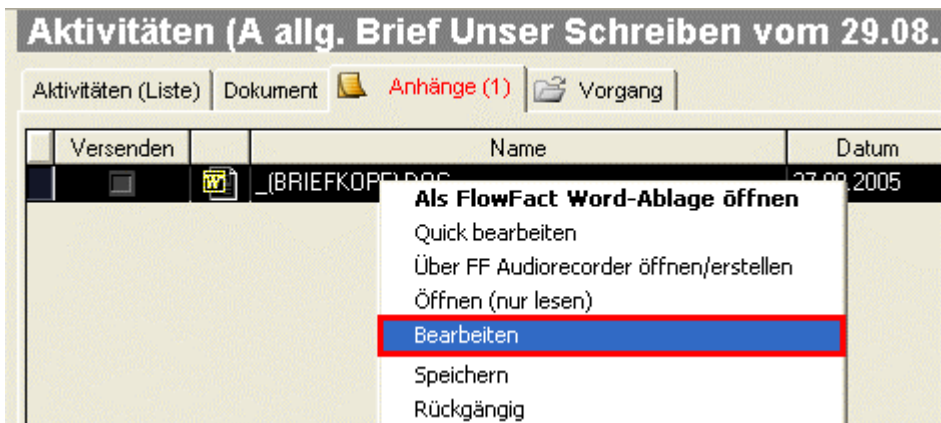 Aktivitäten (A allg. Brief Unser Schreiben vom 29.08.
Aktivitäten (Liste) Dokument Anhänge (1) Vorgang
Versenden Name Datum
_(BRIEFKOPF).DOC 27.09.2005
Als FlowFact Word-Ablage öffnen
Quick bearbeiten
Über FF Audiorecorder öffnen/erstellen
Öffnen (nur lesen)
Bearbeiten
Speichern
Rückgängig